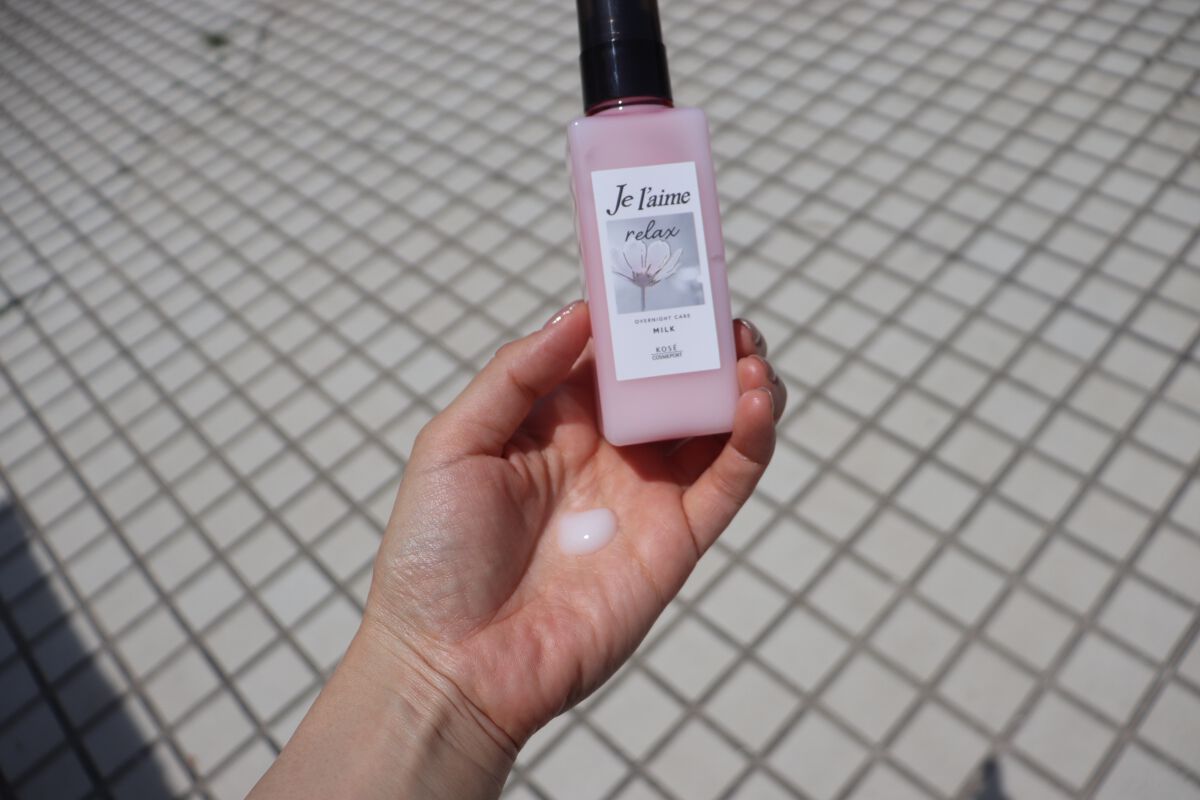 Je l'aime
relax
OVERNIGHT CARE
MILK
KOSÉ
COSMEPORT